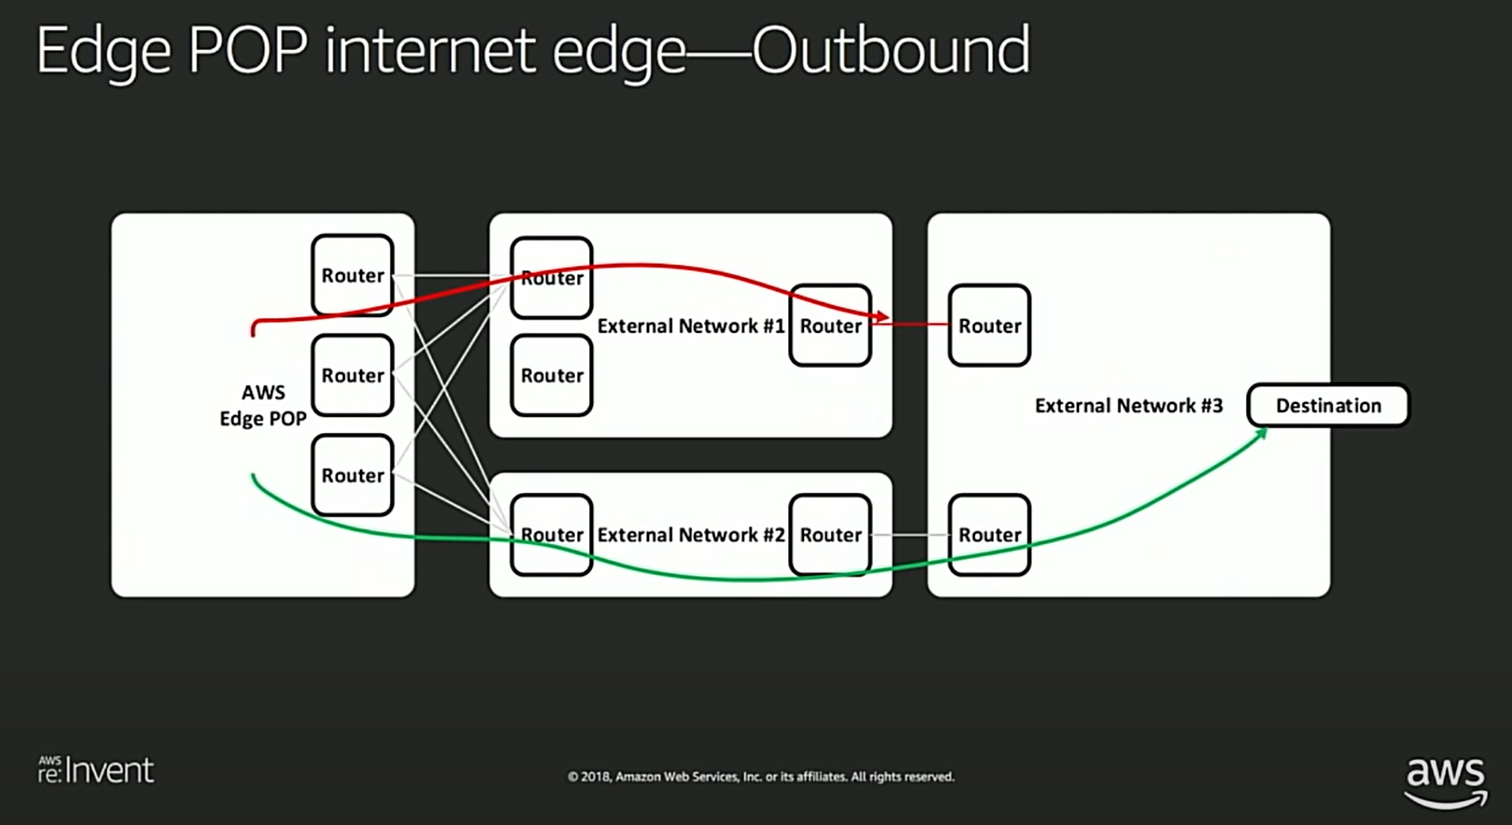 Edge POP internet edge—Outbound
Router
Router
Router
AWS
Edge POP
Router
Router
External Network #1
Router
Router
External Network #2
Router
Router
External Network #3
Destination
Router
AWS
re:Invent
© 2018, Amazon Web Services, Inc. or its affiliates. All rights reserved.
aws